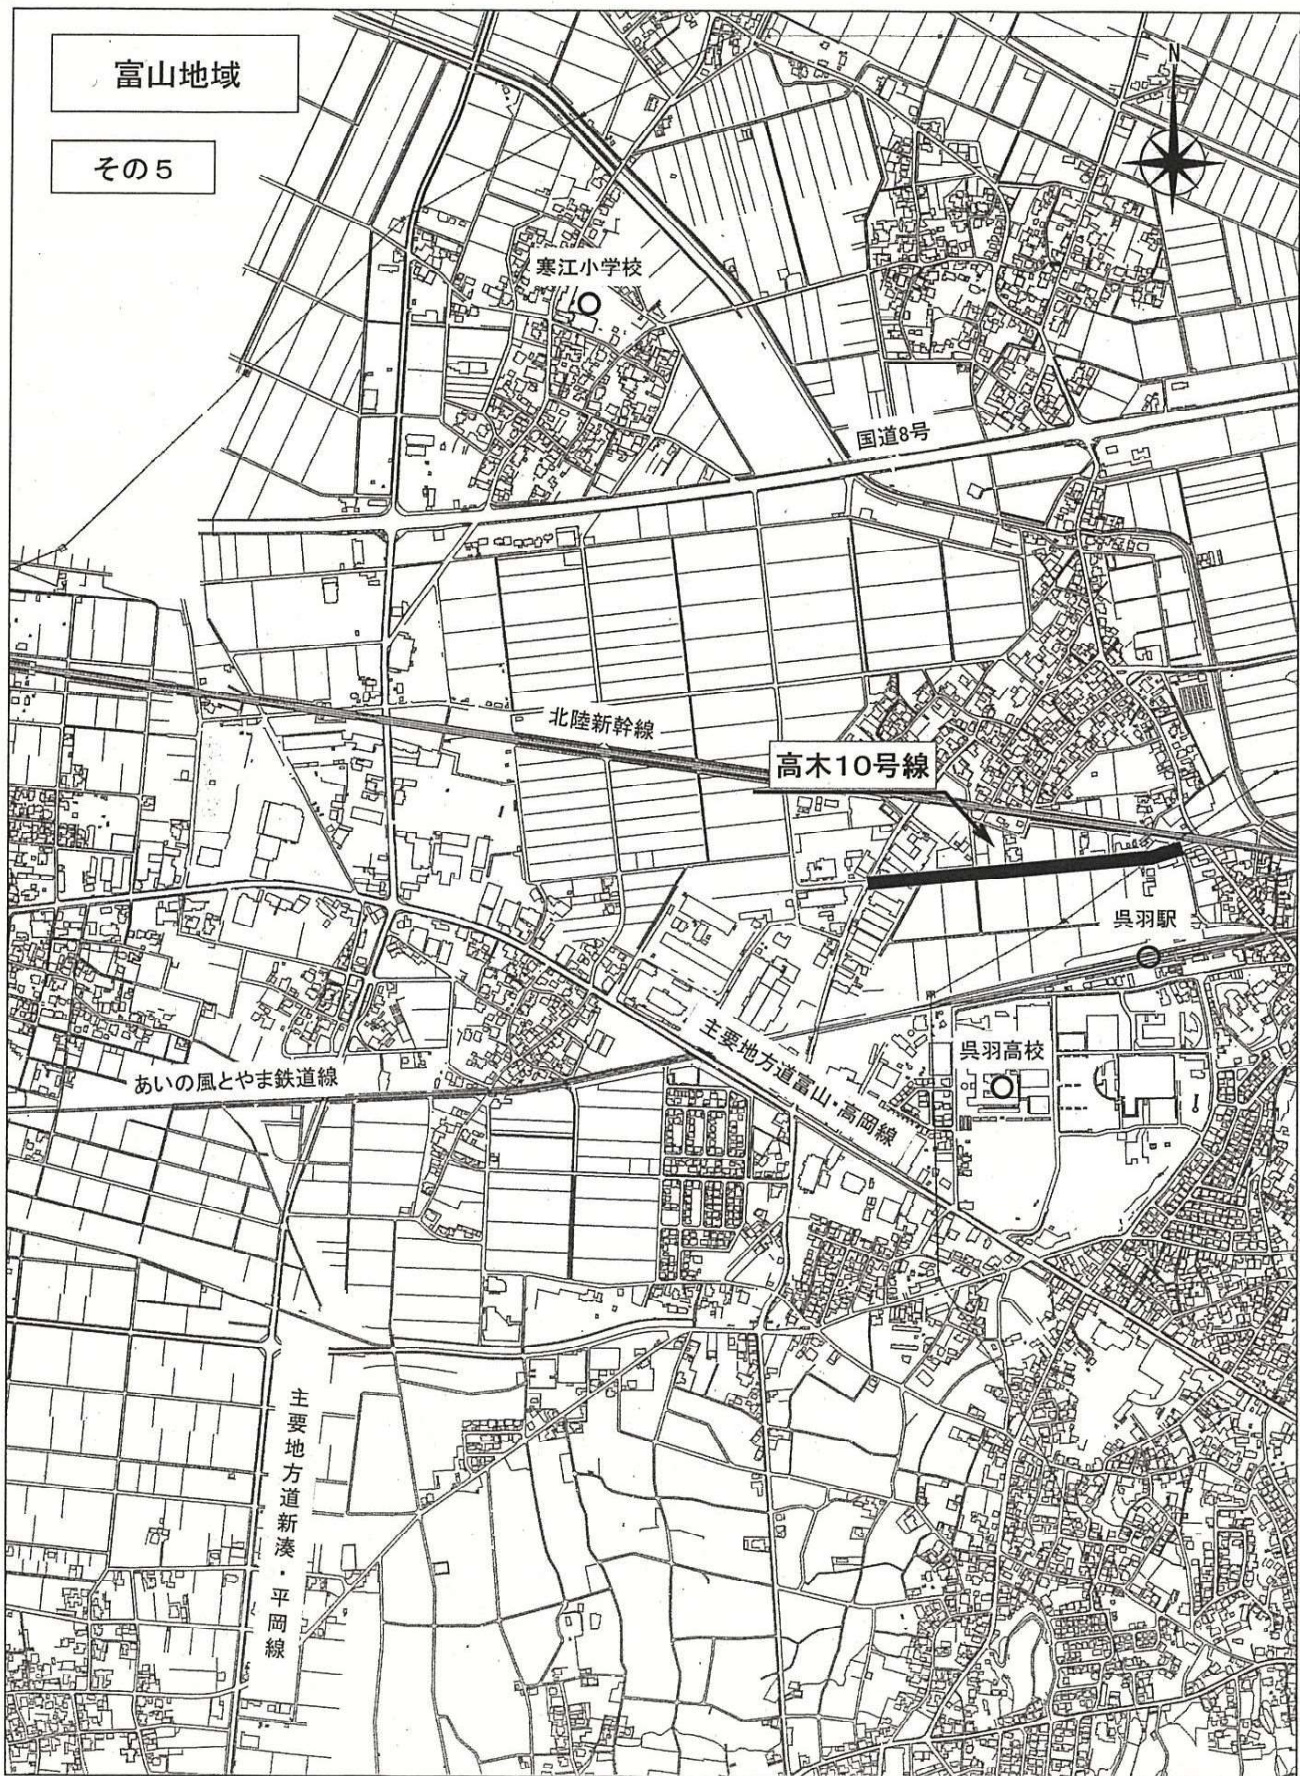 富山地域
その5
N
寒江小学校
国道8号
北陸新幹線
高木10号線
呉羽駅
主要地方道富山・高岡線
呉羽高校
あいの風とやま鉄道線
主要地方道新湊・平岡線